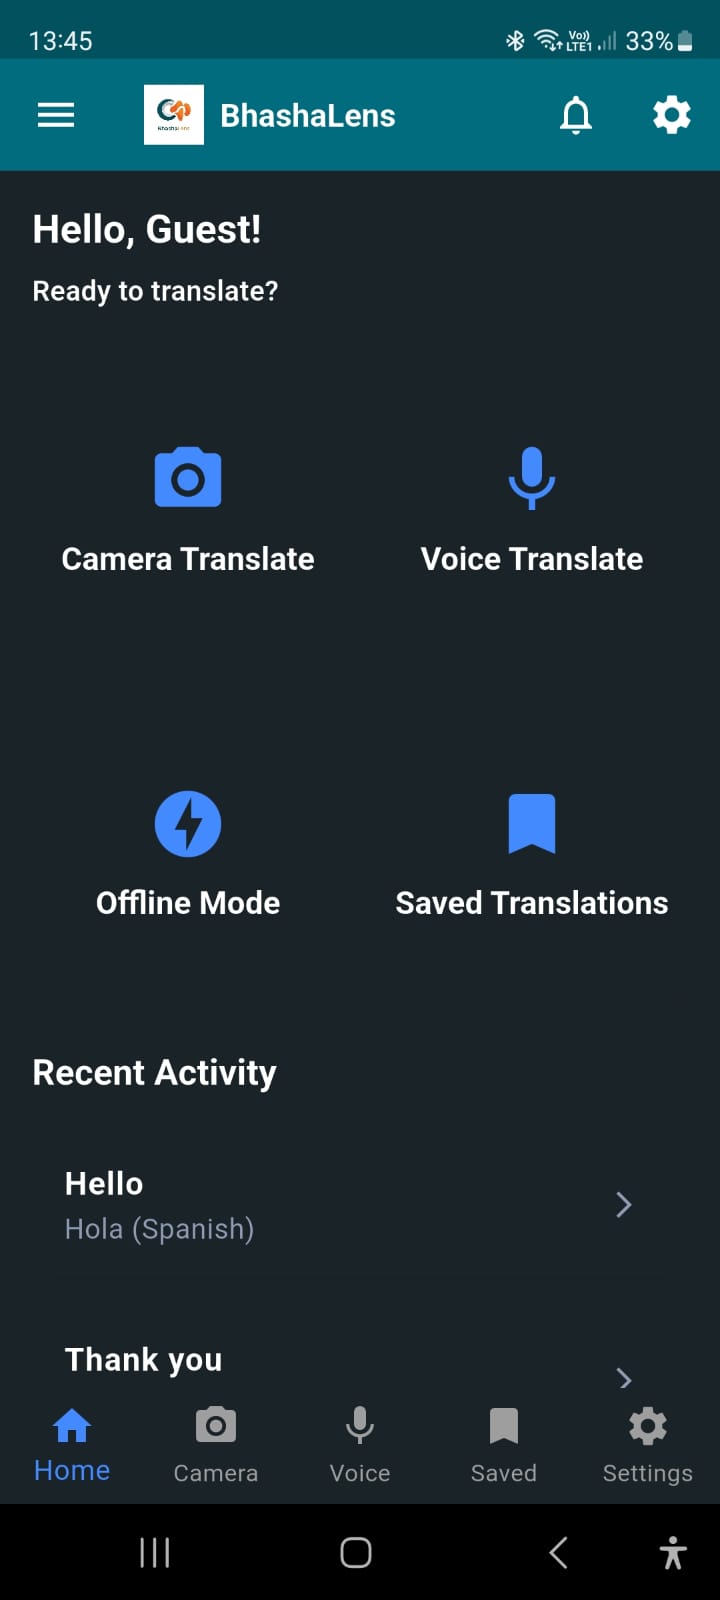 13:45
Vo))
LTE1
33%
BhashaLens
BhashaLens
Hello, Guest!
Ready to translate?
Camera Translate
Voice Translate
Offline Mode
Saved Translations
Recent Activity
Hello
Hola (Spanish)
Thank you
Home
Camera
Voice
Saved
Settings